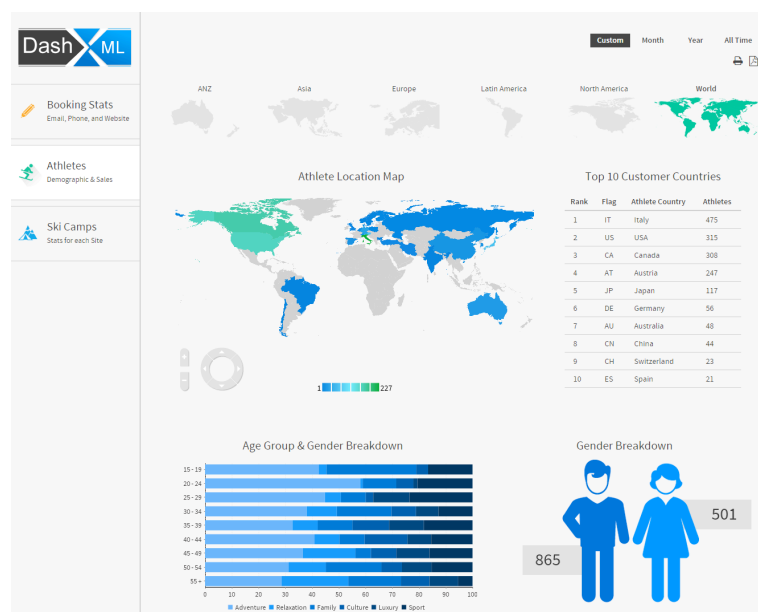 Dash X ML
Custom Month Year All Time
ANZ Asia Europe Latin America North America World
Booking Stats
Email, Phone, and Website
Athletes
Demographic & Sales
Ski Camps
Stats for each Site
Athlete Location Map
1 227
Top 10 Customer Countries
Rank Flag Athlete Country Athletes
1 IT Italy 475
2 US USA 315
3 CA Canada 308
4 AT Austria 247
5 JP Japan 117
6 DE Germany 56
7 AU Australia 48
8 CN China 44
9 CH Switzerland 23
10 ES Spain 21
Age Group & Gender Breakdown
15 - 19
20 - 24
25 - 29
30 - 34
35 - 39
40 - 44
45 - 49
50 - 54
55 +
0 10 20 30 40 50 60 70 80 90 100
Adventure Relaxation Family Culture Luxury Sport
Gender Breakdown
501
865